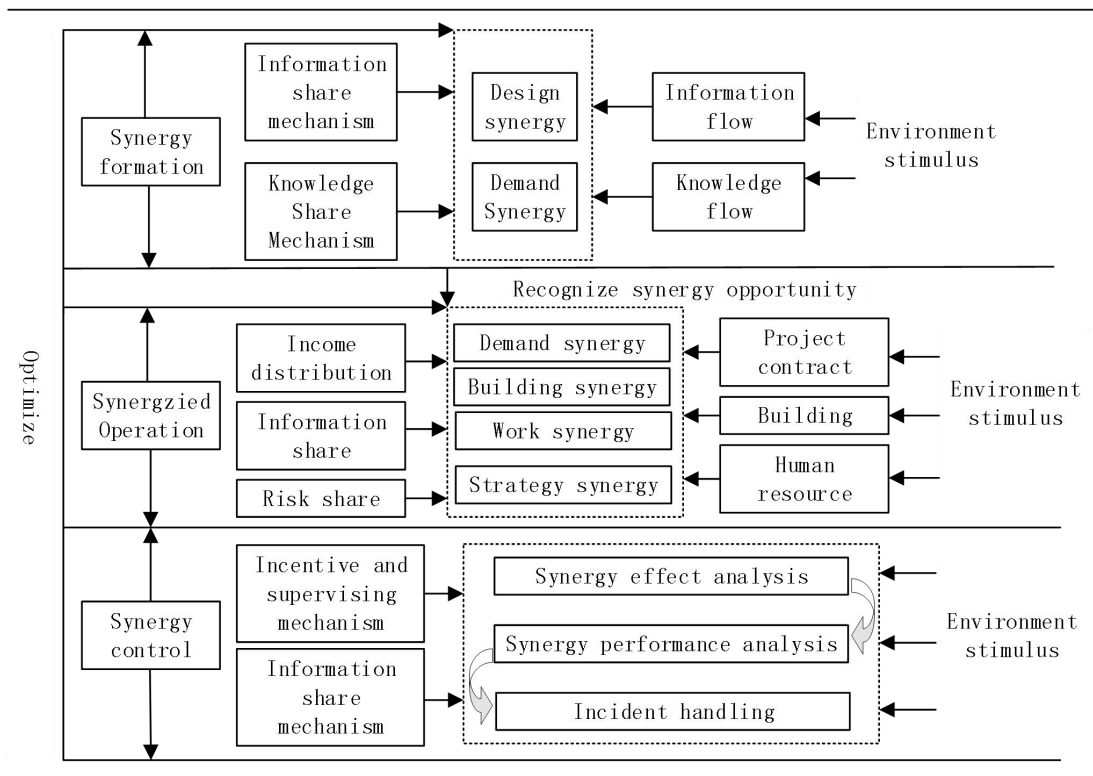 Optimize
Synergy
formation
Information
share
mechanism
Knowledge
Share
Mechanism
Design
synergy
Demand
Synergy
Information
flow
Knowledge
flow
Environment
stimulus
Recognize synergy opportunity
Synergzied
Operation
Income
distribution
Information
share
Risk share
Demand synergy
Building synergy
Work synergy
Strategy synergy
Project
contract
Building
Human
resource
Environment
stimulus
Synergy
control
Incentive and
supervising
mechanism
Information
share
mechanism
Synergy effect analysis
Synergy performance analysis
Incident handling
Environment
stimulus